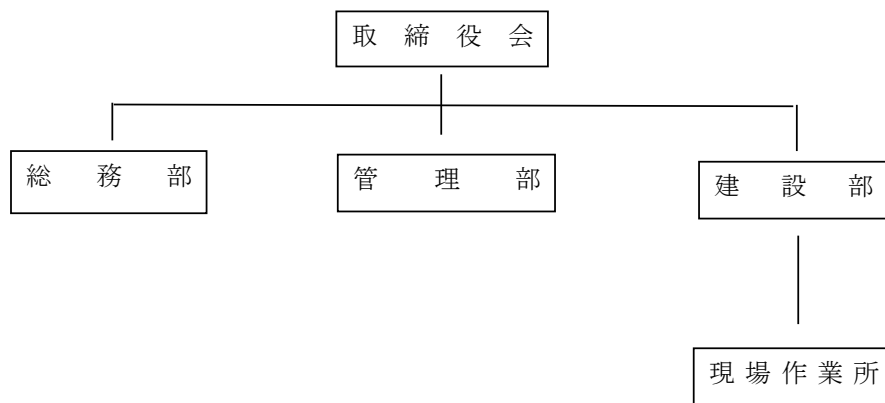 取締役会
総務部
管理部
建設部
現場作業所